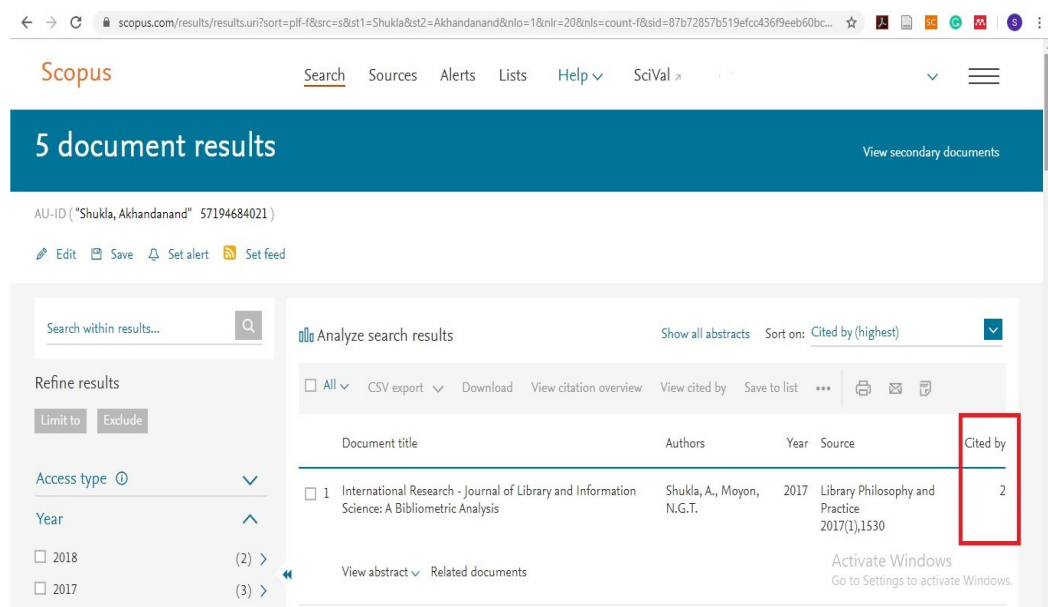 scopus.com/results/results.uri?sort=plf-f&src=s&st1=Shukla&st2=Akhandanand&nlo=1&nlr=20&nls=count-f&sid=87b72857b519efcc436f9eeb60bc...
Scopus
Search Sources Alerts Lists Help SciVal
5 document results
View secondary documents
AU-ID ( "Shukla, Akhandanand" 57194684021 )
Edit Save Set alert Set feed
Search within results...
Analyze search results
Show all abstracts Sort on: Cited by (highest)
Refine results
Limit to Exclude
All CSV export Download View citation overview View cited by Save to list •••
Document title Authors Year Source Cited by
Access type
Year
2018 (2)
2017 (3)
1 International Research - Journal of Library and Information Shukla, A., Moyon, 2017 Library Philosophy and 2
Science: A Bibliometric Analysis N.G.T. Practice
2017(1),1530
View abstract Related documents
Activate Windows
Go to Settings to activate Windows.